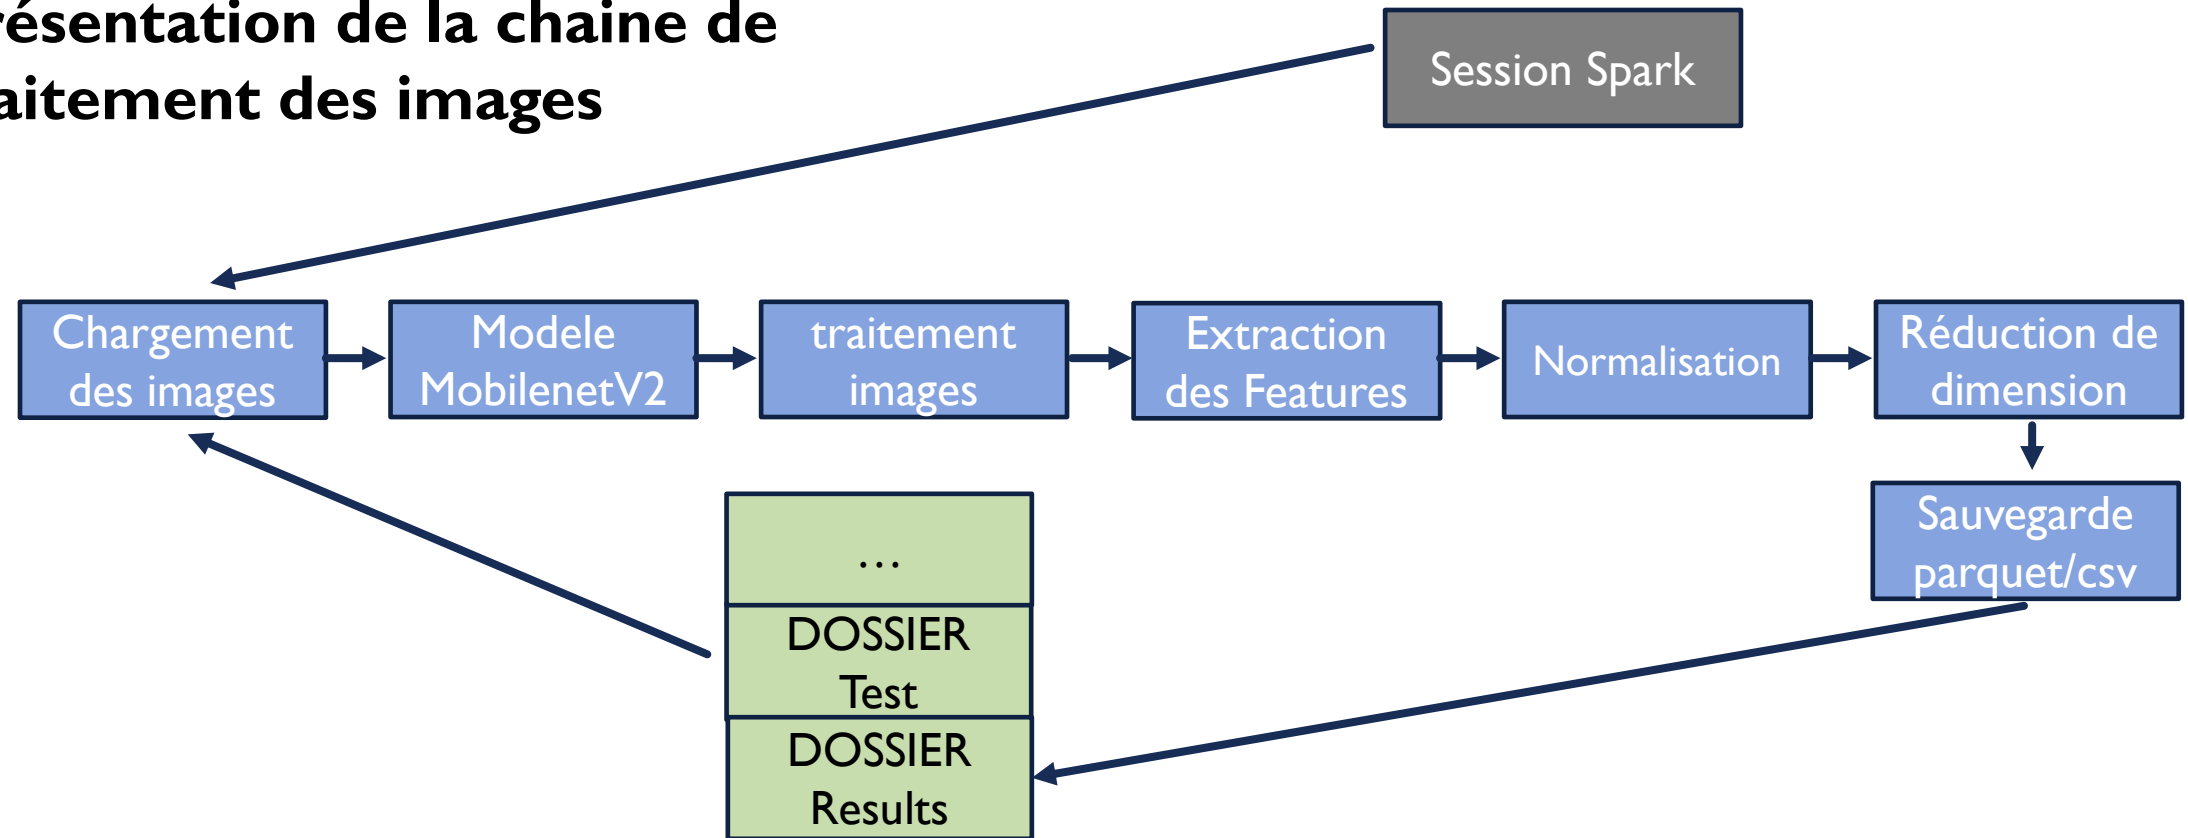 résentation de la chaine de
aitement des images
Session Spark
Chargement
des images
Modele
MobilenetV2
traitement
images
Extraction
des Features
Normalisation
Réduction de
dimension
Sauvegarde
parquet/csv
…
DOSSIER
Test
DOSSIER
Results